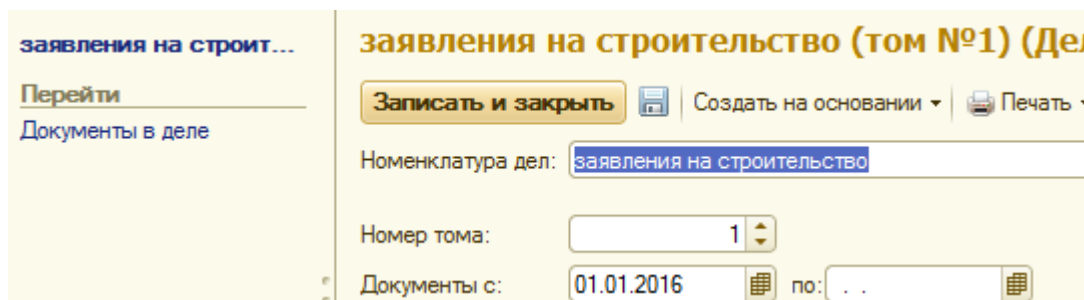 заявления на строит...
Перейти
Документы в деле
заявления на строительство (том №1) (Дел
Записать и закрыть Создать на основании Печать
Номенклатура дел: заявления на строительство
Номер тома: 1
Документы с: 01.01.2016 по: . .